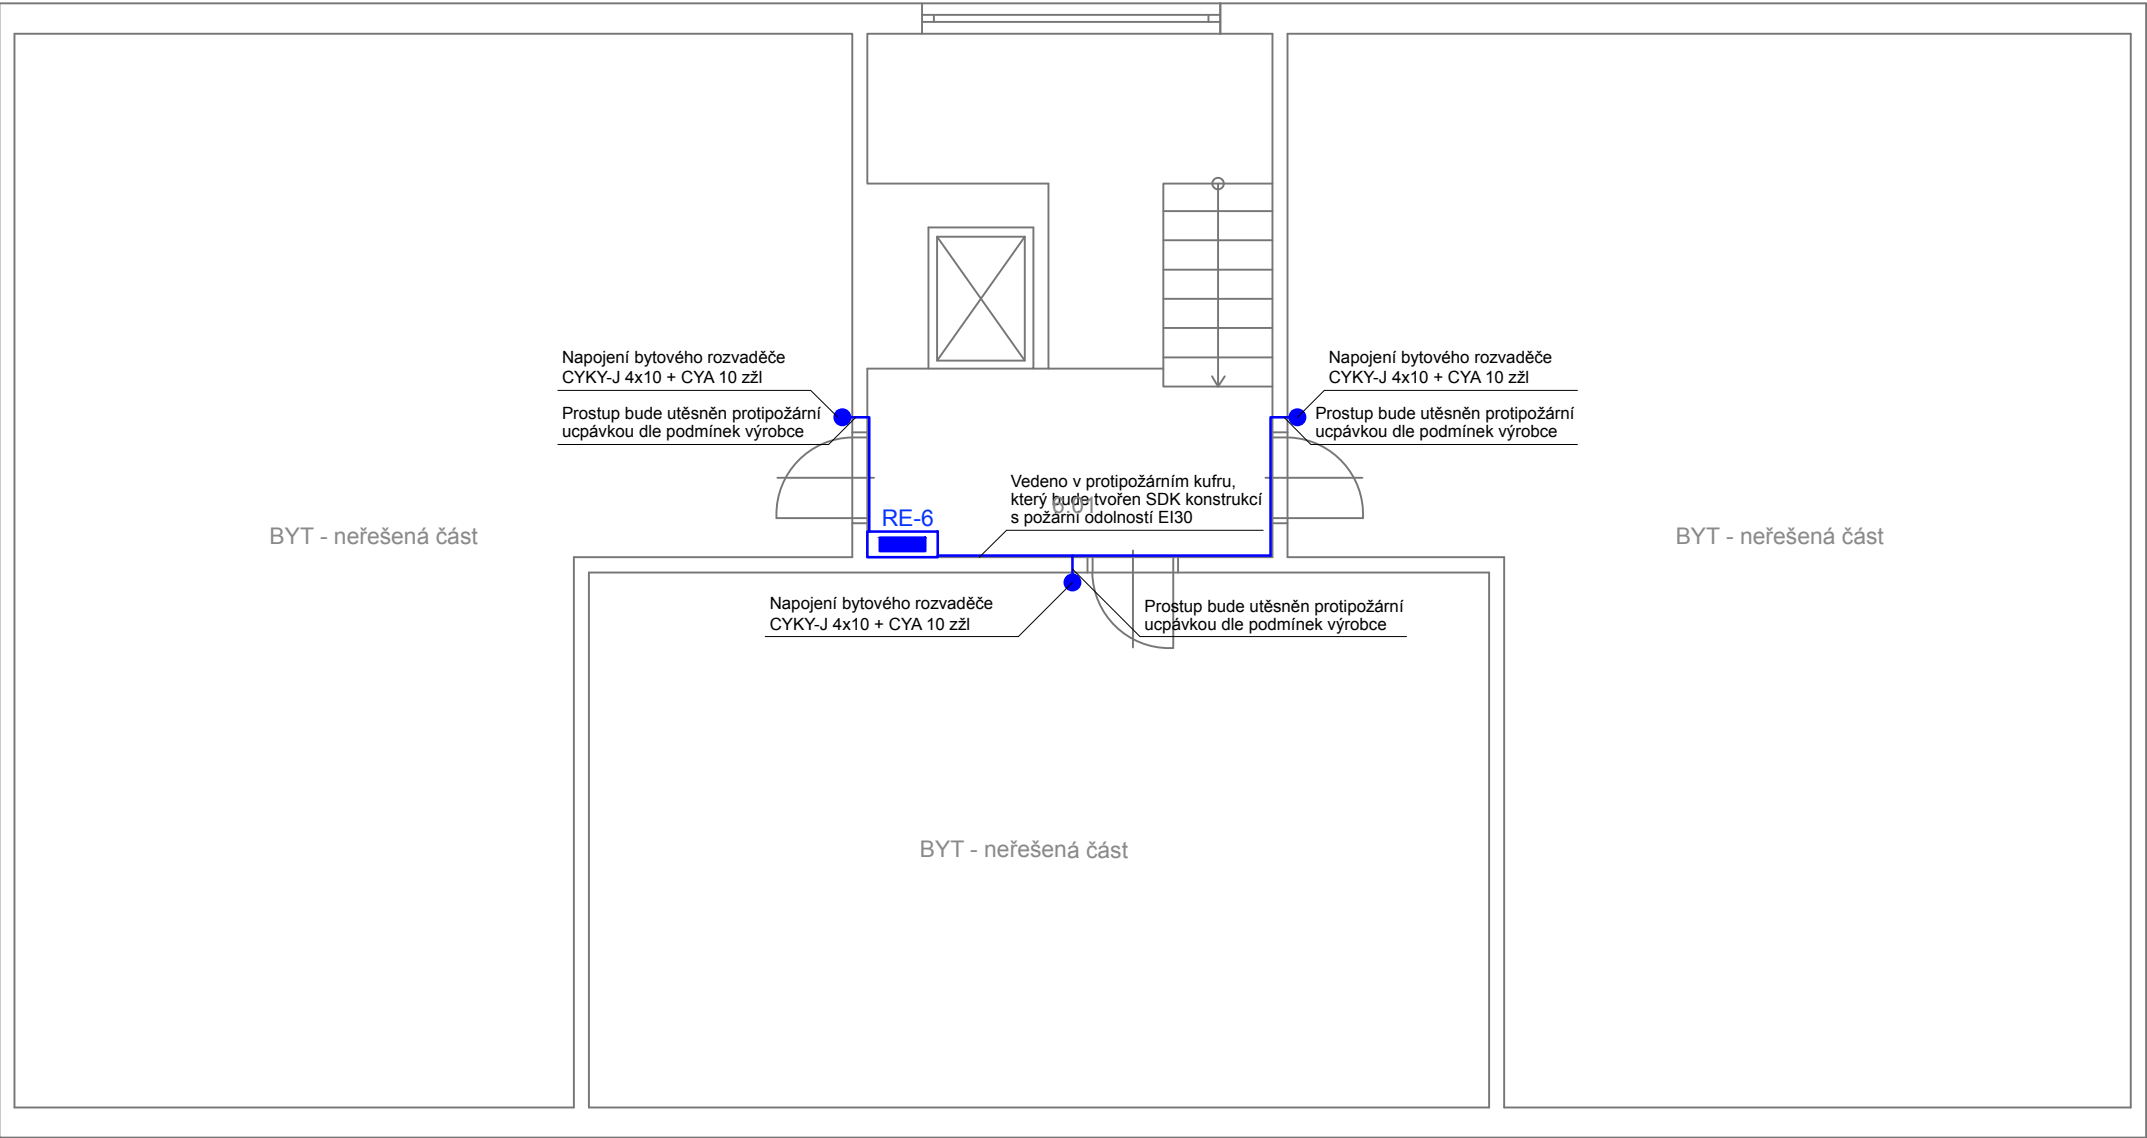 Napojení bytového rozvaděče
CYKY-J 4x10 + CYA 10 zžl
Prostup bude utěsněn protipožární
ucpávkou dle podmínek výrobce
Napojení bytového rozvaděče
CYKY-J 4x10 + CYA 10 zžl
Prostup bude utěsněn protipožární
ucpávkou dle podmínek výrobce
Vedeno v protipožárním kufru,
který bude tvořen SDK konstrukcí
s požární odolností EI30
6.01
RE-6
BYT - neřešená část
BYT - neřešená část
Napojení bytového rozvaděče
CYKY-J 4x10 + CYA 10 zžl
Prostup bude utěsněn protipožární
ucpávkou dle podmínek výrobce
BYT - neřešená část